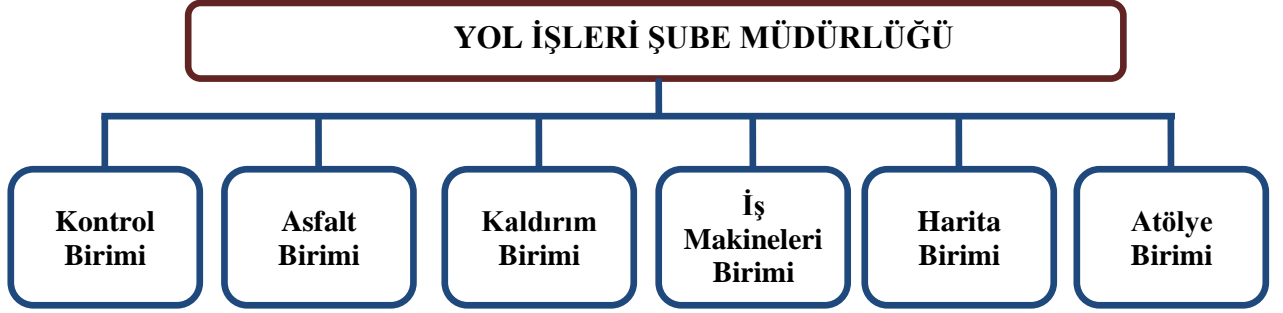 YOL İŞLERİ ŞUBE MÜDÜRLÜĞÜ
Kontrol
Birimi
Asfalt
Birimi
Kaldırım
Birimi
İş
Makineleri
Birimi
Harita
Birimi
Atölye
Birimi